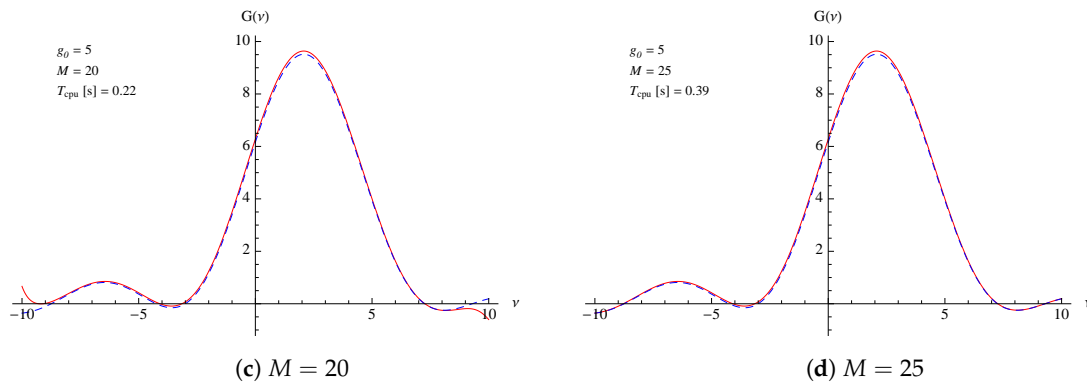 G(ν)
g0 = 5
M = 20
Tcpu [s] = 0.22
10
8
6
4
2
−10
−5
5
10
ν
(c) M = 20
G(ν)
g0 = 5
M = 25
Tcpu [s] = 0.39
10
8
6
4
2
−10
−5
5
10
(d) M = 25